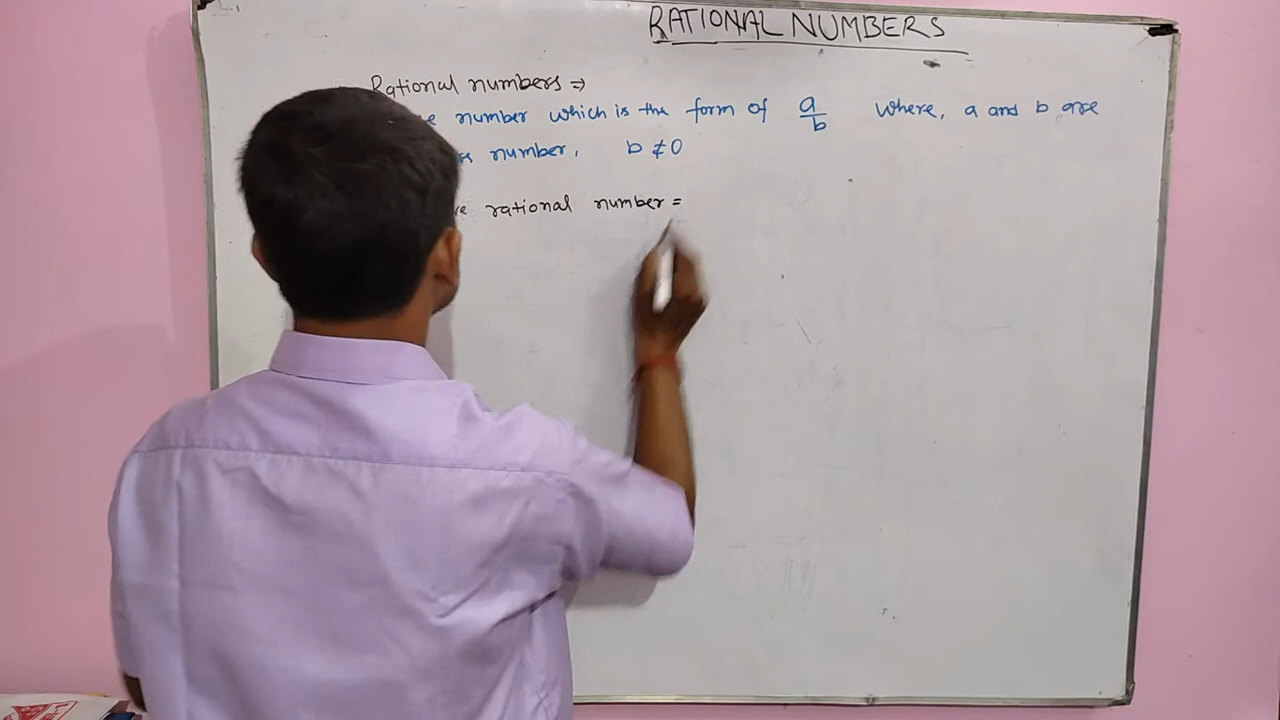 RATIONAL NUMBERS
Rational numbers ⇒
number which is the form of a/b where, a and b are
number, b ≠ 0
rational number =